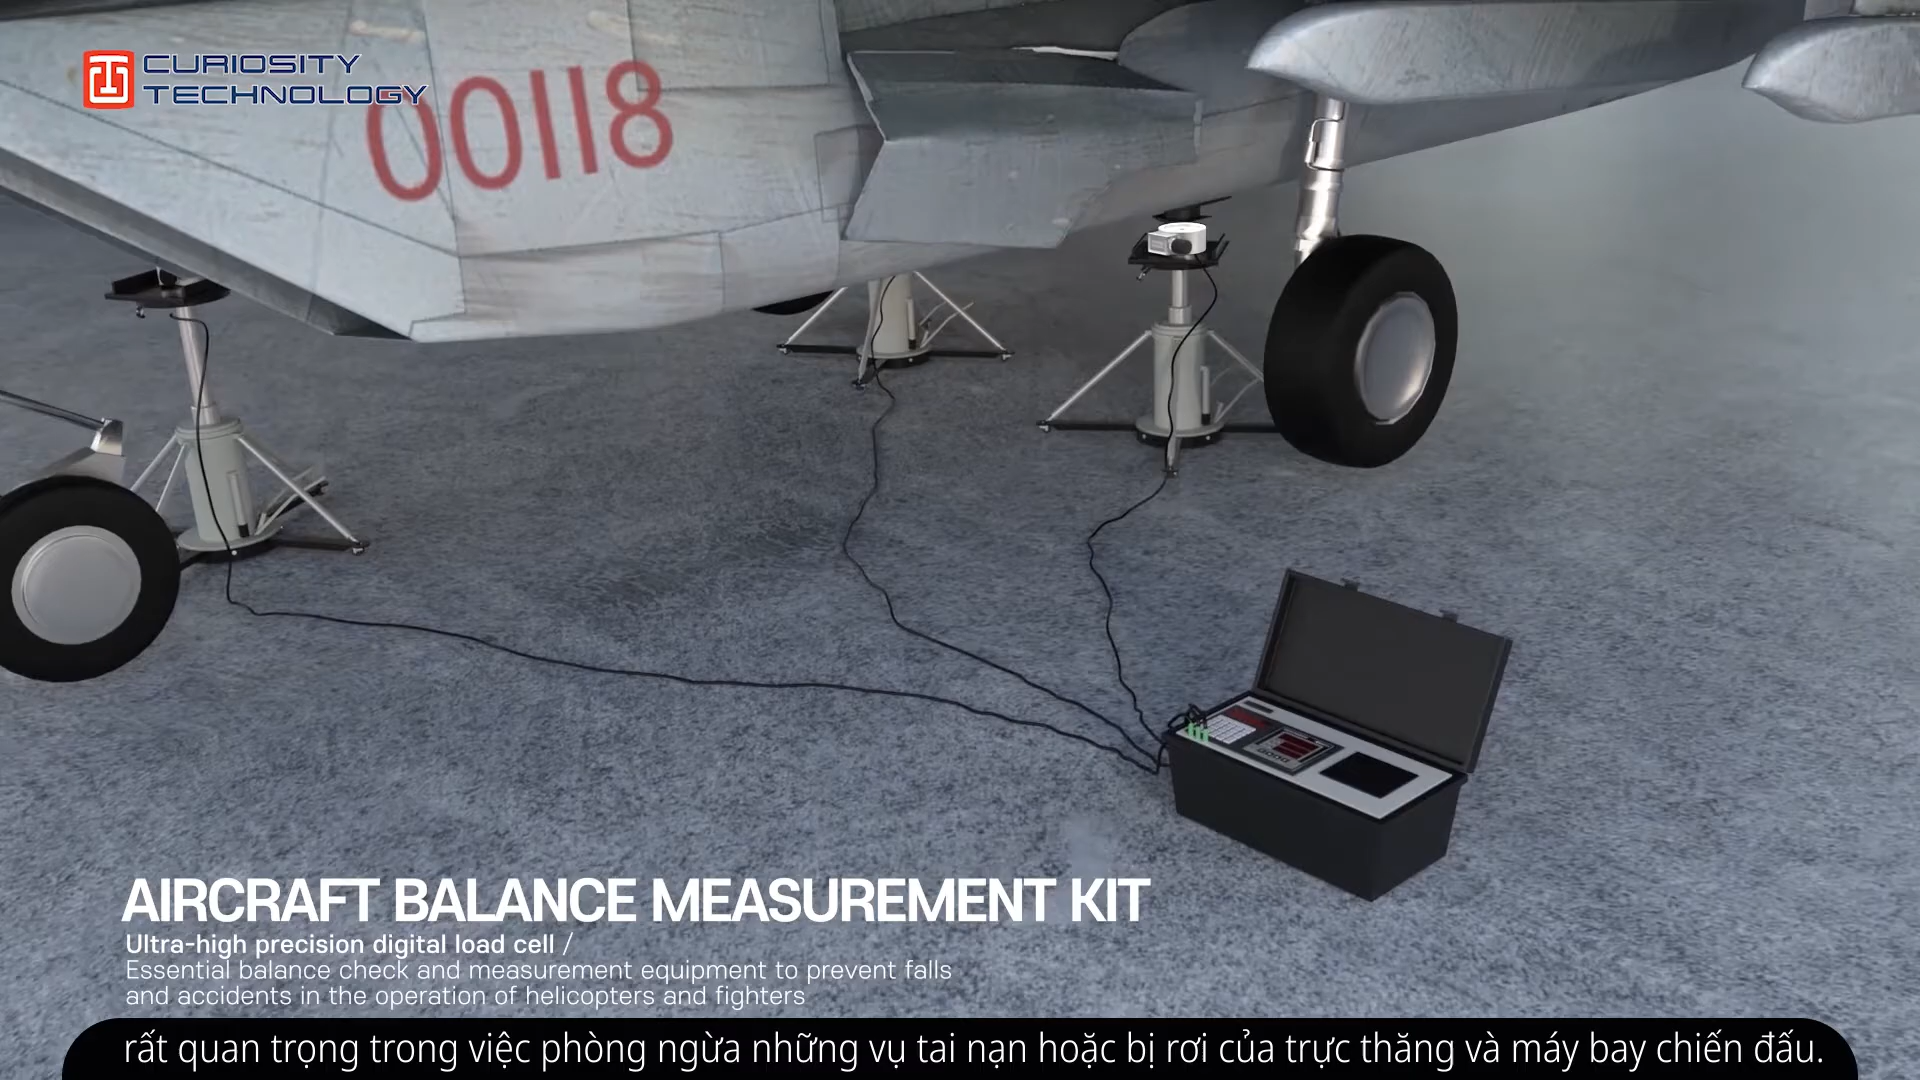 CURIOSITY
TECHNOLOGY
00118
AIRCRAFT BALANCE MEASUREMENT KIT
Ultra-high precision digital load cell /
Essential balance check and measurement equipment to prevent falls
and accidents in the operation of helicopters and fighters
rất quan trọng trong việc phòng ngừa những vụ tai nạn hoặc bị rơi của trực thăng và máy bay chiến đấu.